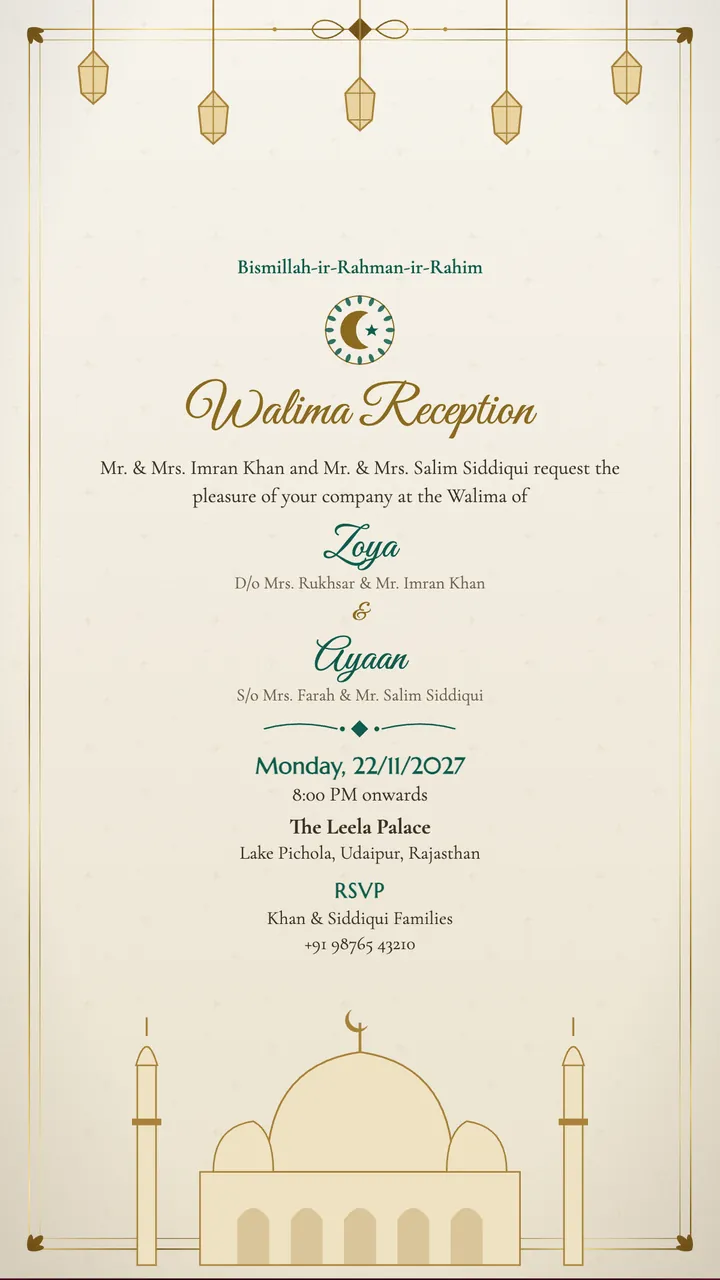 Bismillah-ir-Rahman-ir-Rahim
Walima Reception
Mr. & Mrs. Imran Khan and Mr. & Mrs. Salim Siddiqui request the
pleasure of your company at the Walima of
Zoya
D/o Mrs. Rukhsar & Mr. Imran Khan
&
Ayaan
S/o Mrs. Farah & Mr. Salim Siddiqui
Monday, 22/11/2027
8:00 PM onwards
The Leela Palace
Lake Pichola, Udaipur, Rajasthan
RSVP
Khan & Siddiqui Families
+91 98765 43210